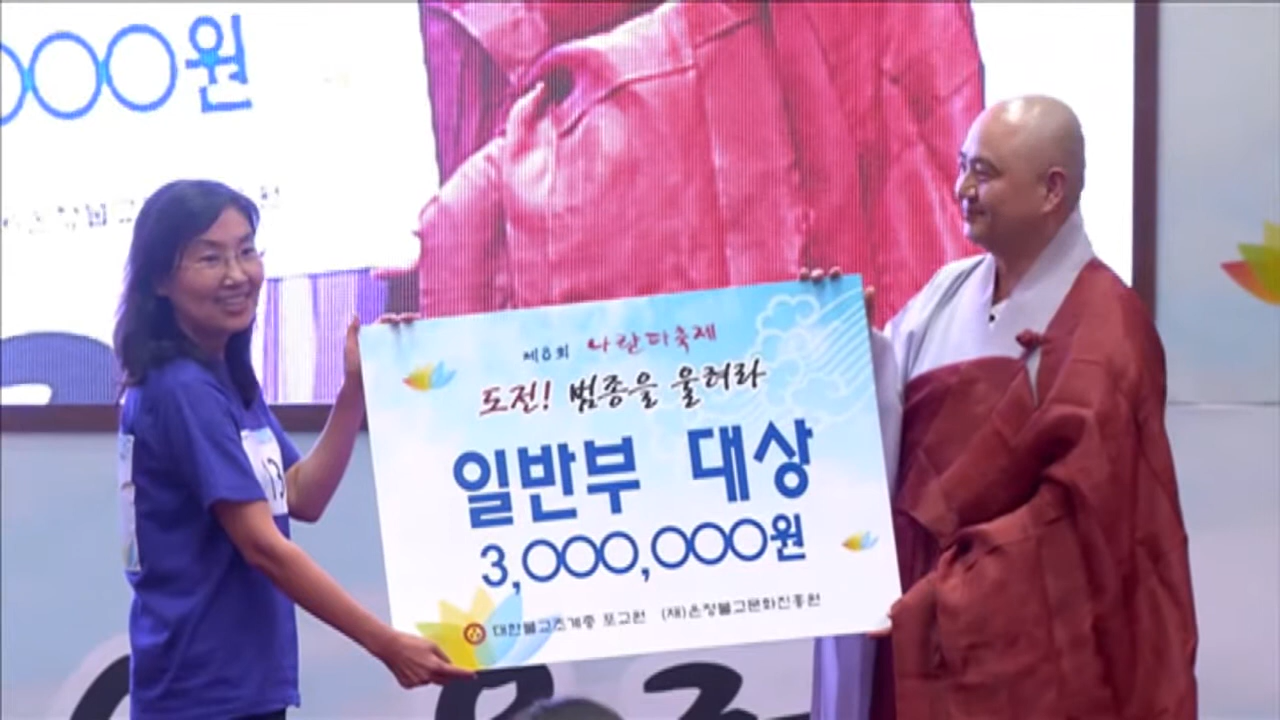 000원
제8회 나란다축제
도전! 범종을 울려라
일반부 대상
3,000,000원
대한불교조계종 포교원 (재)은정불교문화진흥원
13